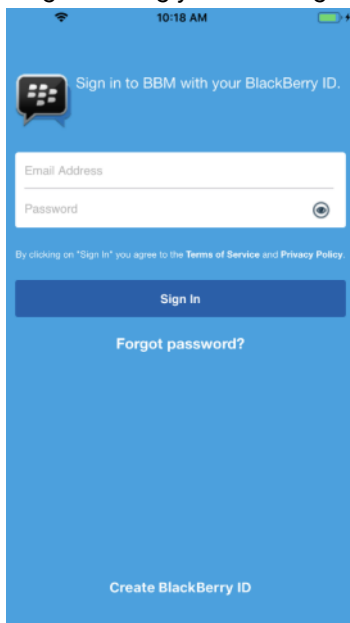 10:18 AM
Sign in to BBM with your BlackBerry ID.
Email Address
Password
By clicking on "Sign In" you agree to the Terms of Service and Privacy Policy.
Sign In
Forgot password?
Create BlackBerry ID